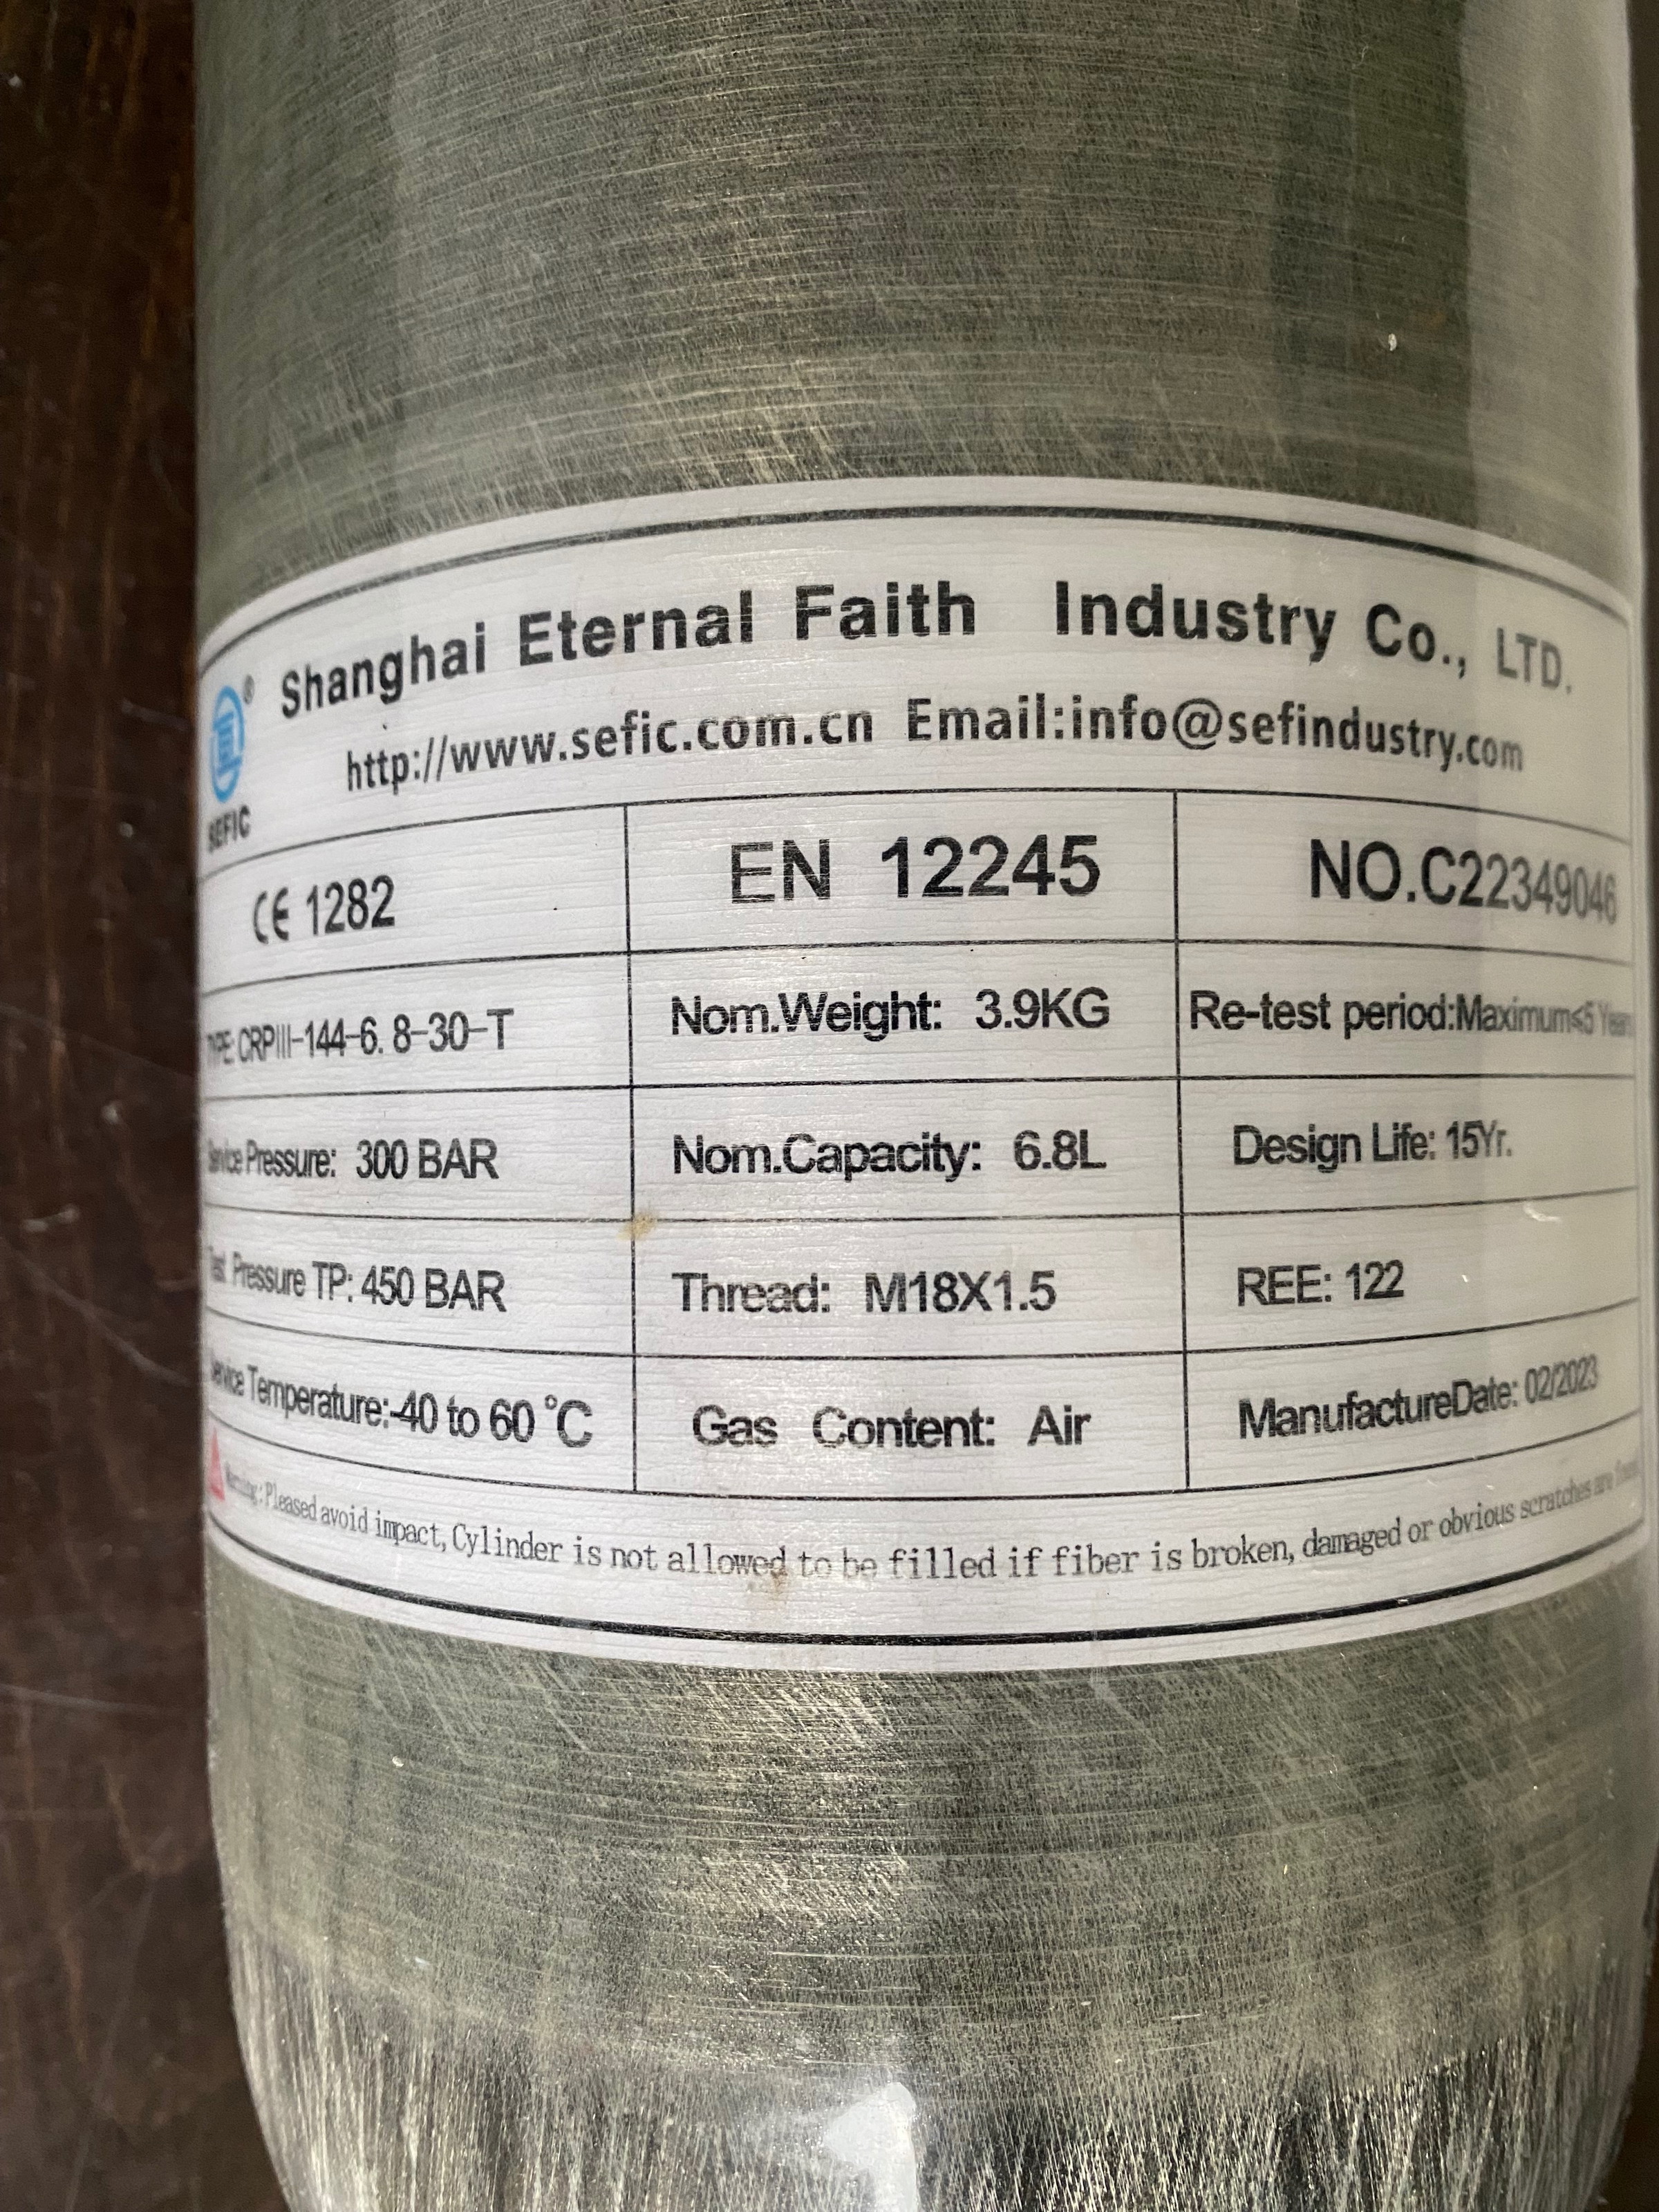 Shanghai Eternal Faith Industry Co., LTD.
®
SEFIC
http://www.sefic.com.cn Email:info@sefindustry.com
CE 1282 EN 12245 NO.C22349046
TYPE: CRPIII-144-6.8-30-T Nom.Weight: 3.9KG Re-test period:Maximum≤5 Years
Service Pressure: 300 BAR Nom.Capacity: 6.8L Design Life: 15Yr.
Test Pressure TP: 450 BAR Thread: M18X1.5 REE: 122
Service Temperature:-40 to 60 °C Gas Content: Air ManufactureDate: 02/2023
Warning: Pleased avoid impact, Cylinder is not allowed to be filled if fiber is broken, damaged or obvious scratches are